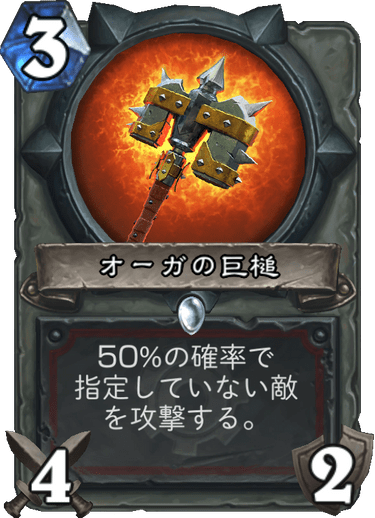 3
オーガの巨槌
50%の確率で
指定していない敵
を攻撃する。
4
2